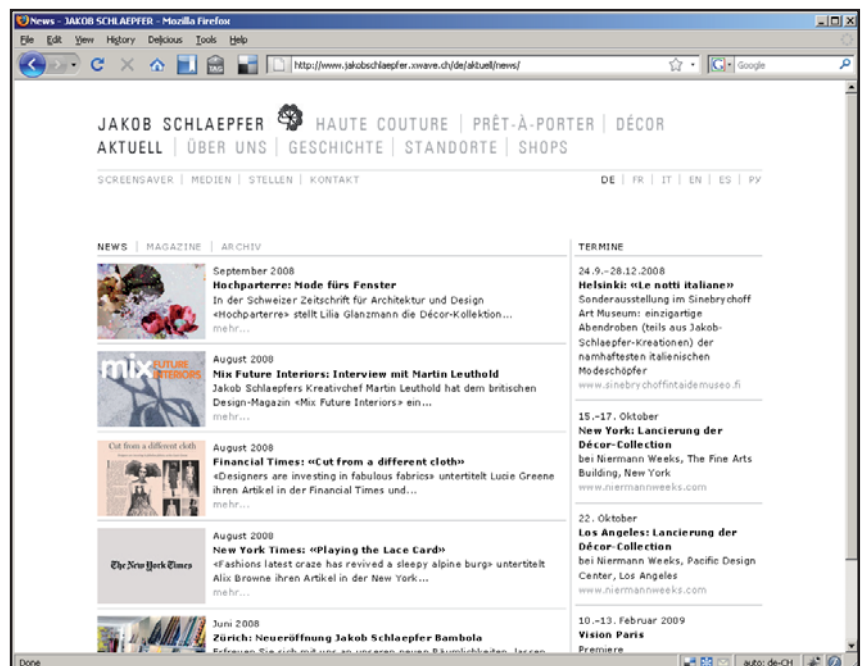 News - JAKOB SCHLAEPFER - Mozilla Firefox
File Edit View History Delicious Tools Help
TAG
http://www.jakobschlaepfer.xwave.ch/de/aktuell/news/
G Google
JAKOB SCHLAEPFER HAUTE COUTURE | PRÊT-À-PORTER | DÉCOR
AKTUELL | ÜBER UNS | GESCHICHTE | STANDORTE | SHOPS
SCREENSAVER | MEDIEN | STELLEN | KONTAKT
DE | FR | IT | EN | ES | РУ
NEWS | MAGAZINE | ARCHIV
September 2008
Hochparterre: Mode fürs Fenster
In der Schweizer Zeitschrift für Architektur und Design
«Hochparterre» stellt Lilia Glanzmann die Décor-Kollektion...
mehr...
mix FUTURE
INTERIORS
August 2008
Mix Future Interiors: Interview mit Martin Leuthold
Jakob Schlaepfers Kreativchef Martin Leuthold hat dem britischen
Design-Magazin «Mix Future Interiors» ein...
mehr...
Cut from a different cloth
August 2008
Financial Times: «Cut from a different cloth»
«Designers are investing in fabulous fabrics» untertitelt Lucie Greene
ihren Artikel in der Financial Times und...
mehr...
The New York Times
August 2008
New York Times: «Playing the Lace Card»
«Fashions latest craze has revived a sleepy alpine burg» untertitelt
Alix Browne ihren Artikel in der New York...
mehr...
Juni 2008
Zürich: Neueröffnung Jakob Schlaepfer Bambola
Erfreuen Sie sich mit uns an unseren neuen Räumlichkeiten, lassen
TERMINE
24.9.-28.12.2008
Helsinki: «Le notti italiane»
Sonderausstellung im Sinebrychoff
Art Museum: einzigartige
Abendroben (teils aus Jakob-
Schlaepfer-Kreationen) der
namhaftesten italienischen
Modeschöpfer
www.sinebrychoffintaidemuseo.fi
15.-17. Oktober
New York: Lancierung der
Décor-Collection
bei Niermann Weeks, The Fine Arts
Building, New York
www.niermannweeks.com
22. Oktober
Los Angeles: Lancierung der
Décor-Collection
bei Niermann Weeks, Pacific Design
Center, Los Angeles
www.niermannweeks.com
10.-13. Februar 2009
Vision Paris
Premiere
Done
auto: de-CH